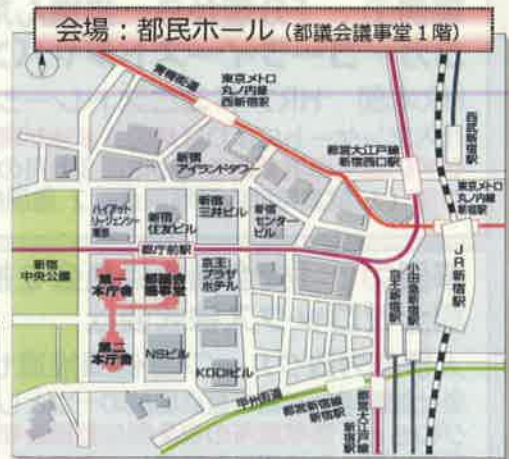 会場：都民ホール（都議会議事堂1階）
青梅街道
東京メトロ
丸ノ内線
西新宿駅
西武新宿駅
都営大江戸線
新宿西口駅
新宿
アイランドタワー
東京メトロ
丸ノ内線
新宿駅
ハイアット
リージェンシー
東京
新宿
住友ビル
新宿
三井ビル
新宿
センター
ビル
都庁前駅
JR新宿駅
新宿
中央公園
第一
本庁舎
都議会
議事堂
京王
プラザ
ホテル
小田急新宿駅
京王新宿駅
第二
本庁舎
NSビル
KDDIビル
甲州街道
都営新宿線
新宿駅
都営大江戸線
新宿駅